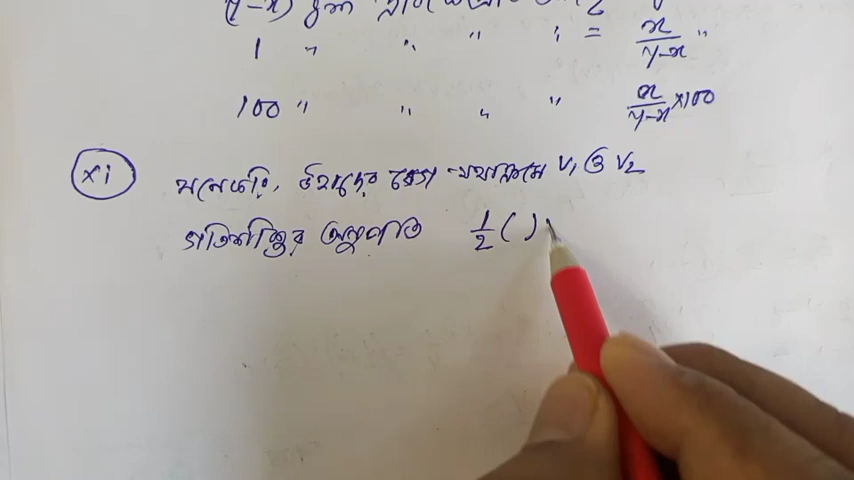 (y-x)
1 " " " " = x/y-x "
100 " " " " x/y-x ×100
xi মনেকরি, উহাদের বেগ যথাক্রমে V₁ ও V₂
গতিশক্তির অনুপাত 1/2 ( )